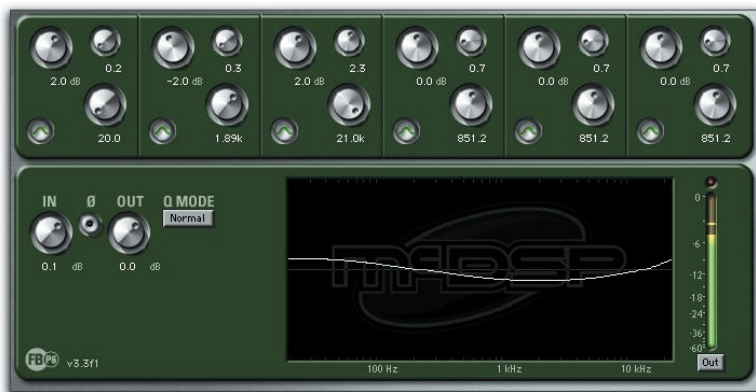 0.2 0.3 2.3 0.7 0.7 0.7
2.0 dB -2.0 dB 2.0 dB 0.0 dB 0.0 dB 0.0 dB
20.0 1.89k 21.0k 851.2 851.2 851.2
IN Ø OUT Q MODE
Normal
0.1 dB 0.0 dB
McDSP
0
-6
-12
-18
-24
-36
-60
Out
FB P6 v3.3f1
100 Hz 1 kHz 10 kHz